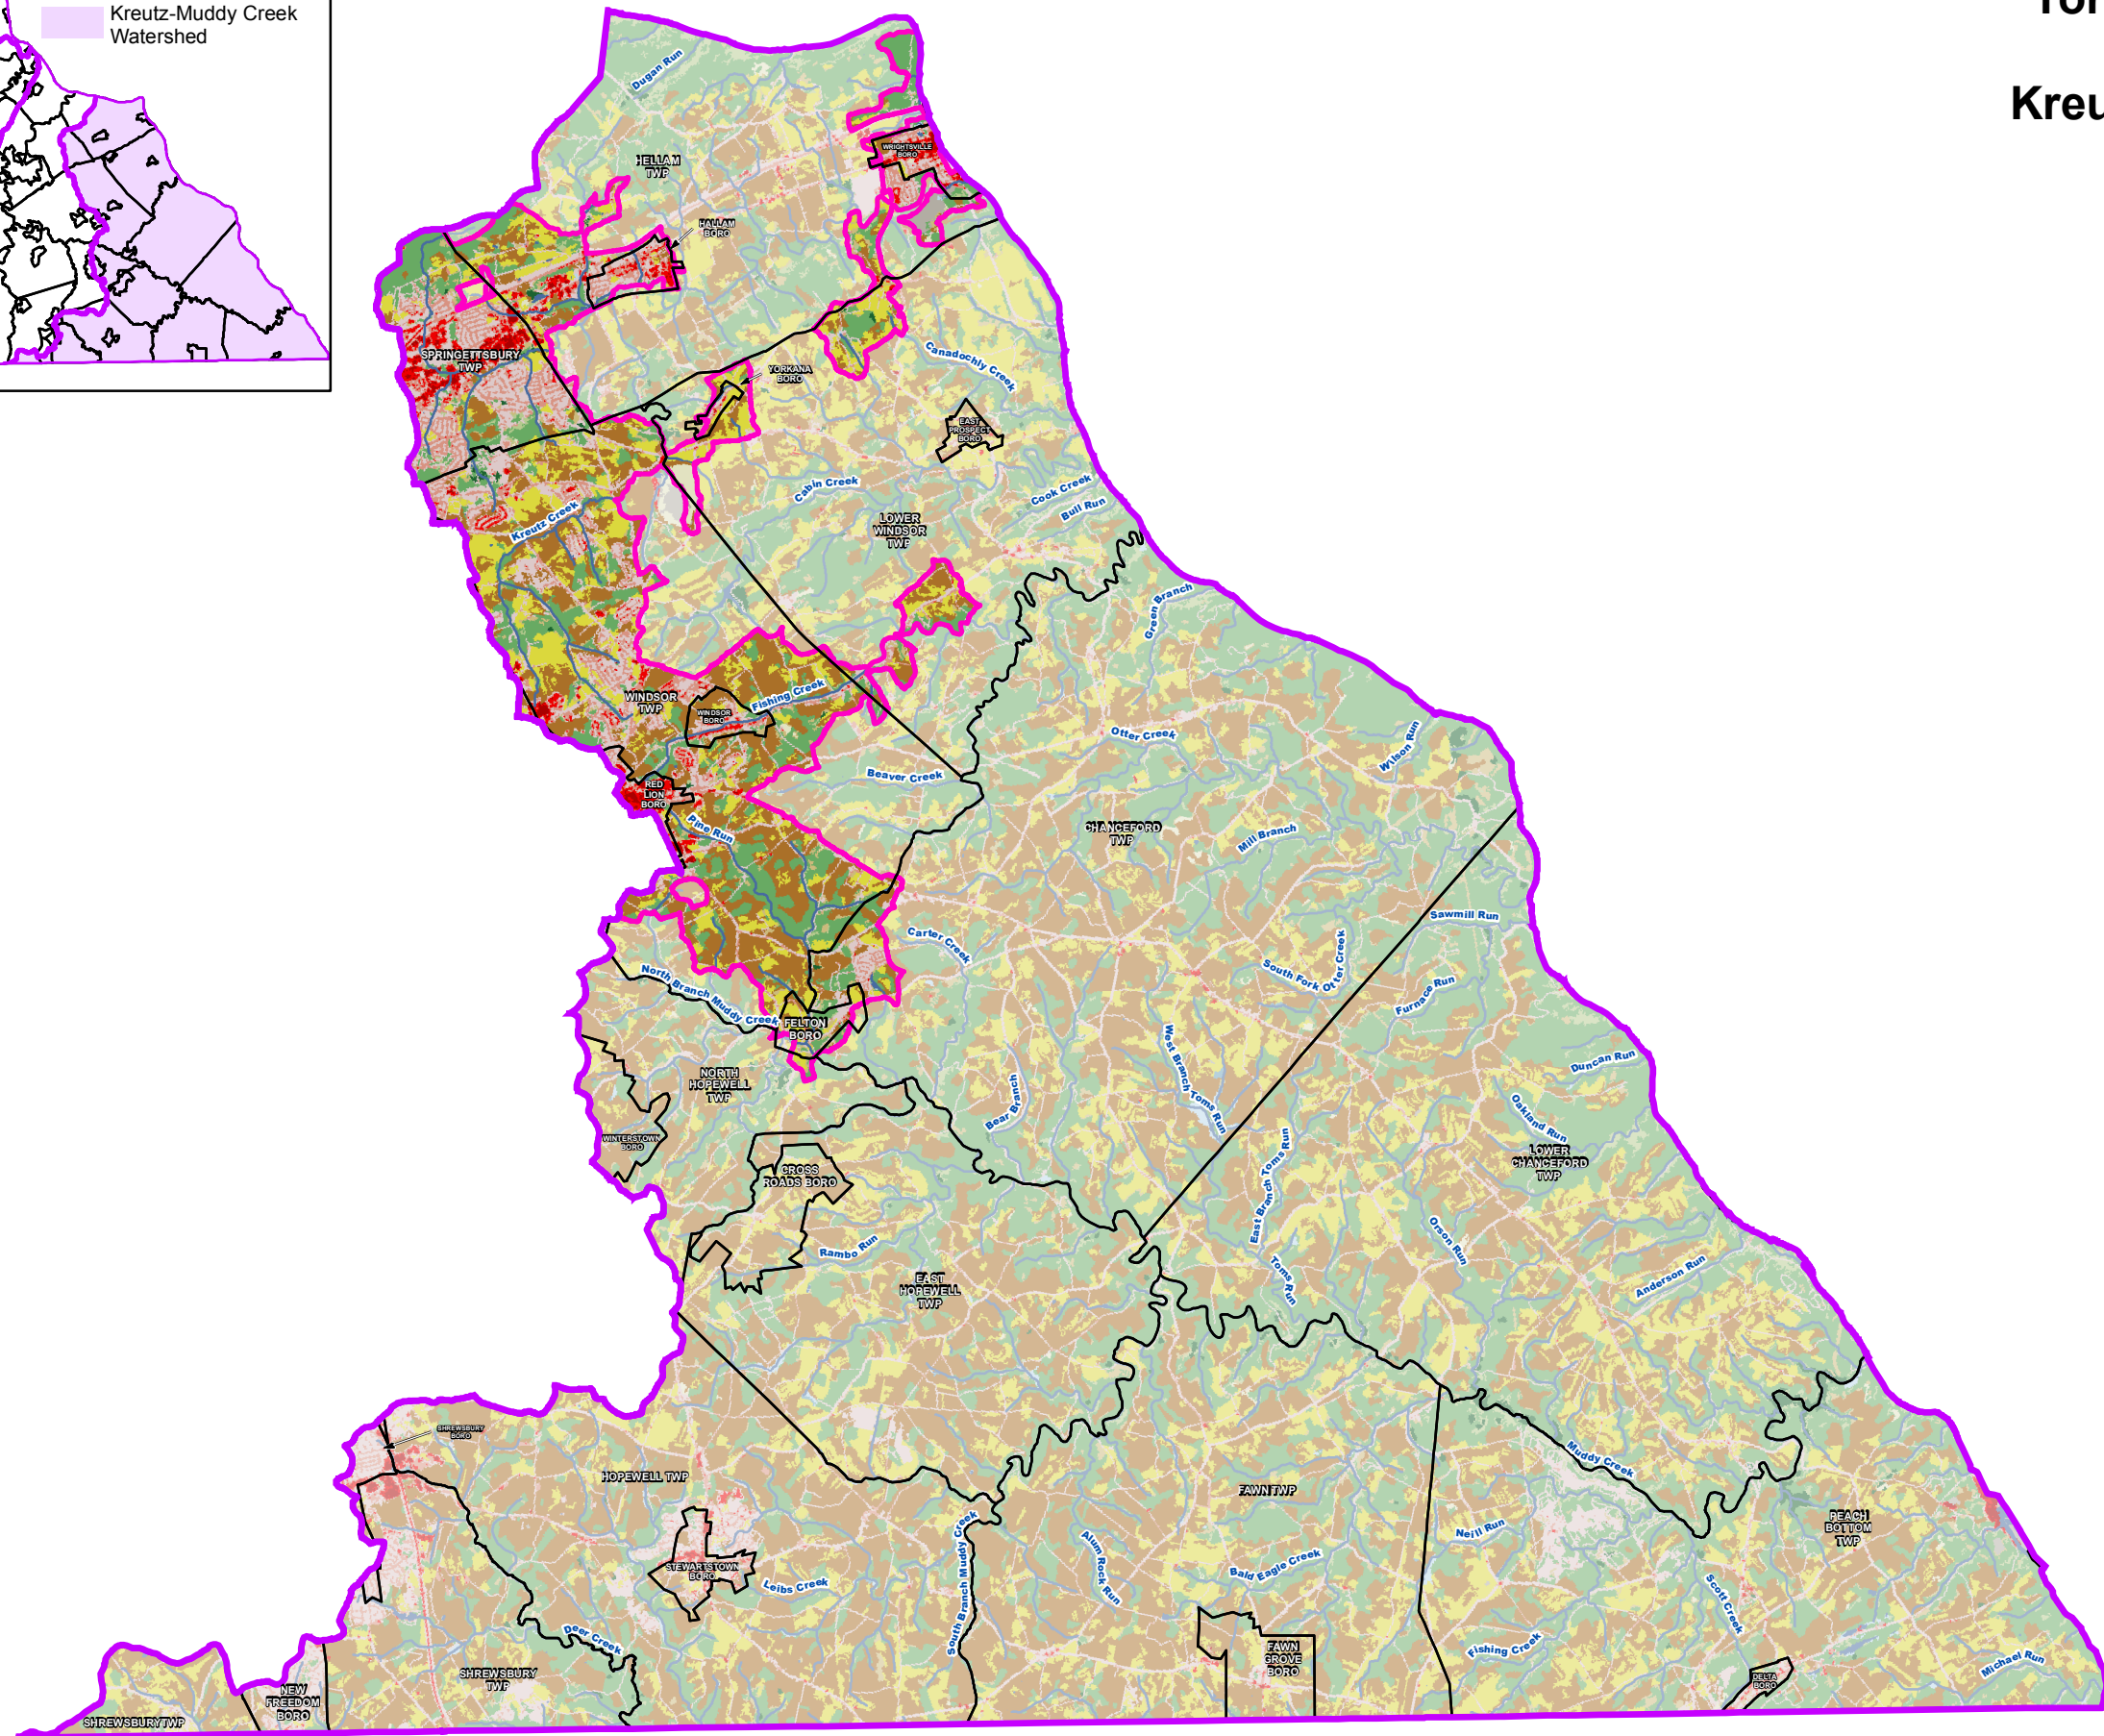 Kreutz-Muddy Creek
Watershed
Kreu
Dugan Run
WRIGHTSVILLE
BORO
HELLAM
TWP
HALLAM
BORO
SPRINGETTSBURY
TWP
YORKANA
BORO
Canadochly Creek
EAST
PROSPECT
BORO
Cabin Creek
Cook Creek
Bull Run
Kreutz Creek
LOWER
WINDSOR
TWP
Green Branch
WINDSOR
TWP
Fishing Creek
WINDSOR
BORO
Otter Creek
Wilson Run
Beaver Creek
RED
LION
BORO
Pine Run
CHANCEFORD
TWP
Mill Branch
Sawmill Run
Carter Creek
North Branch Muddy Creek
South Fork Otter Creek
Furnace Run
FELTON
BORO
West Branch Toms Run
Duncan Run
NORTH
HOPEWELL
TWP
Bear Branch
Oakland Run
WINTERSTOWN
BORO
CROSS
ROADS BORO
East Branch Toms Run
LOWER
CHANCEFORD
TWP
Rambo Run
Orson Run
Toms Run
Anderson Run
EAST
HOPEWELL
TWP
SHREWSBURY
BORO
HOPEWELL TWP
Muddy Creek
FAWN TWP
PEACH
BOTTOM
TWP
Neill Run
South Branch Muddy Creek
Alum Rock Run
Bald Eagle Creek
STEWARTSTOWN
BORO
Leibs Creek
Scott Creek
Deer Creek
Fishing Creek
FAWN
GROVE
BORO
Michael Run
SHREWSBURY
TWP
DELTA
BORO
NEW
FREEDOM
BORO
SHREWSBURY TWP